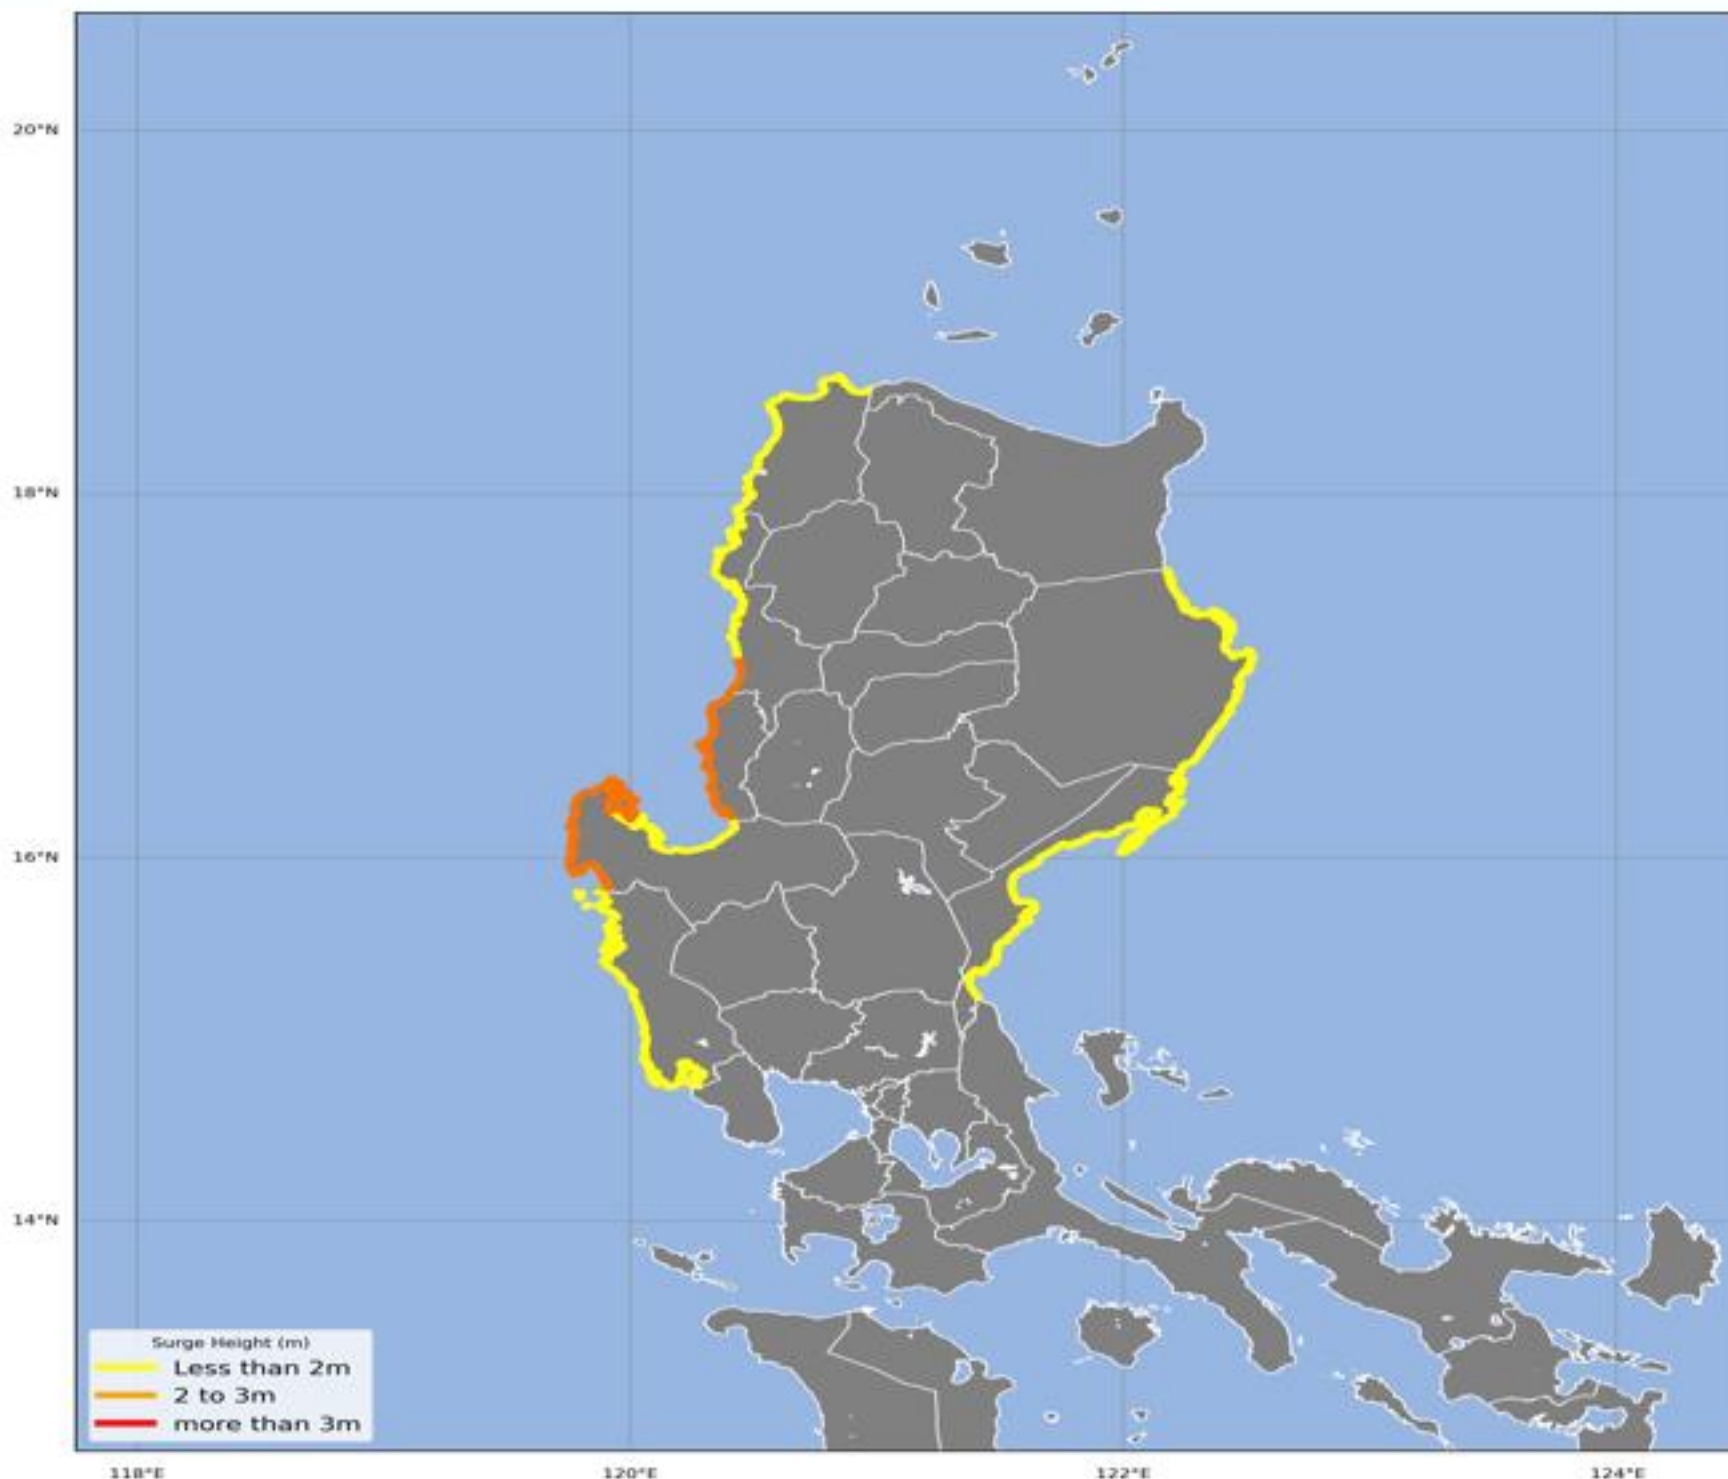 20°N
18°N
16°N
14°N
Surge Height (m)
Less than 2m
2 to 3m
more than 3m
118°E 120°E 122°E 124°E